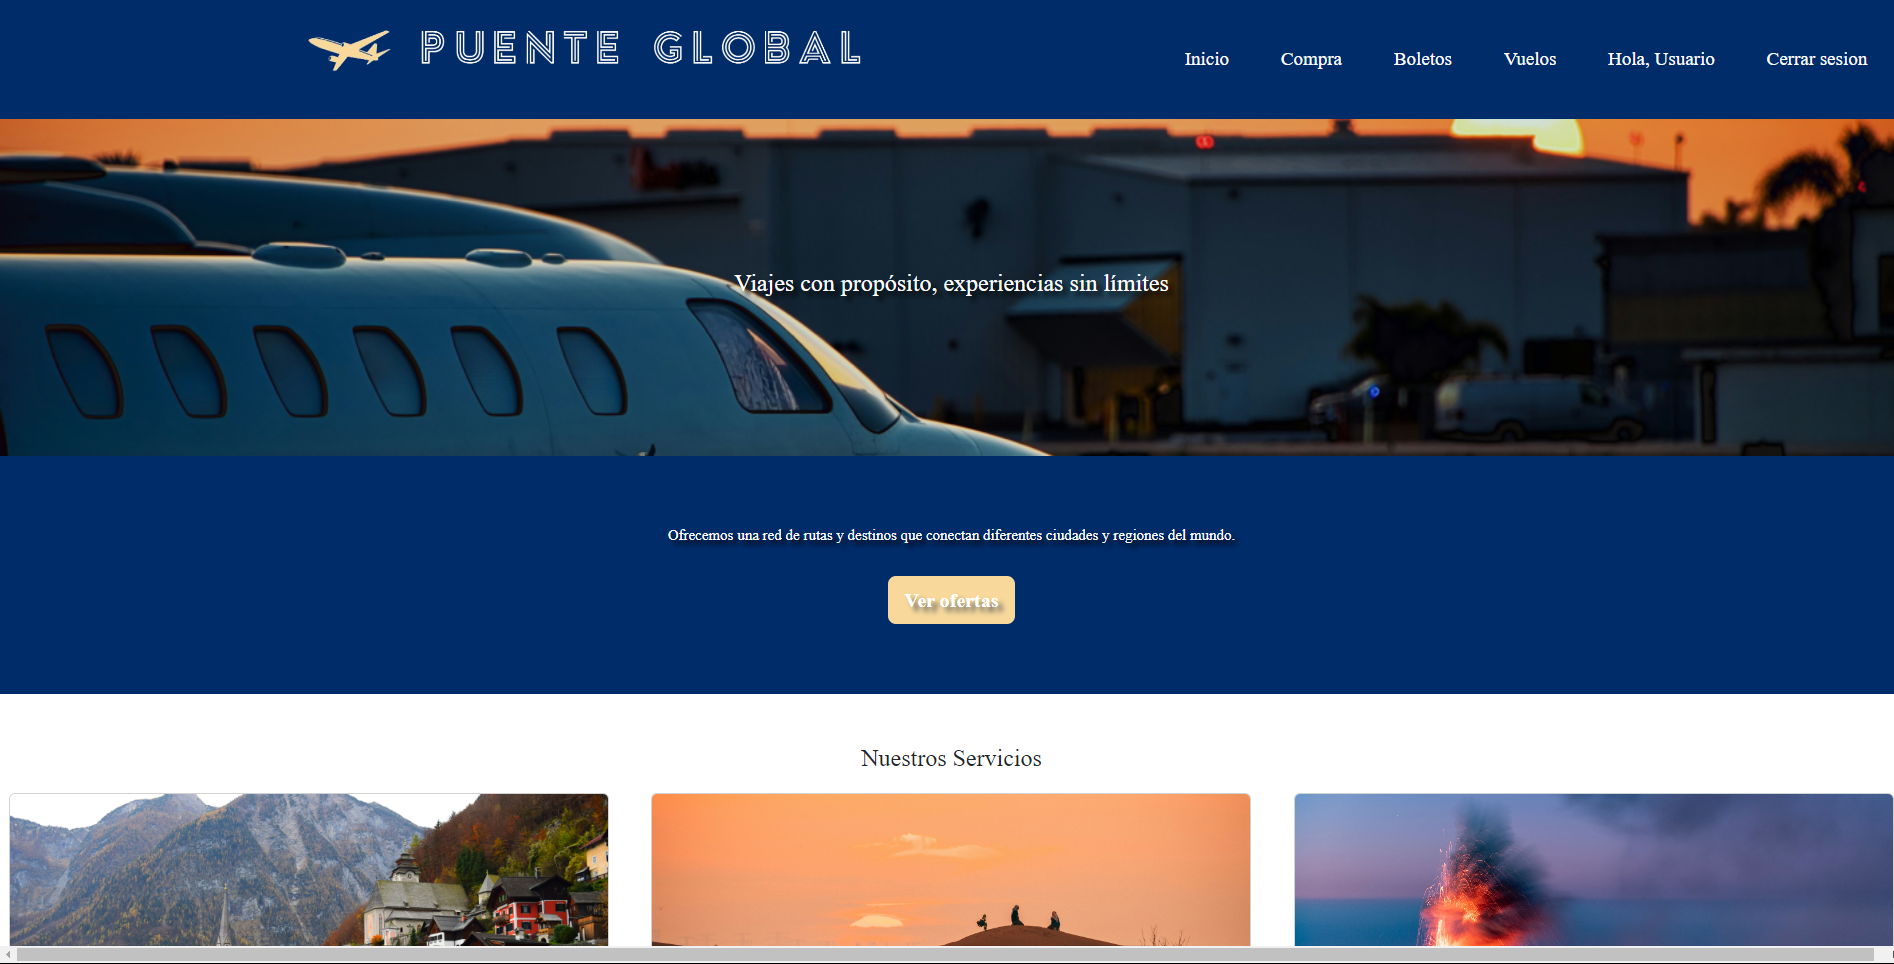 PUENTE GLOBAL
Inicio Compra Boletos Vuelos Hola, Usuario Cerrar sesion
Viajes con propósito, experiencias sin límites
Ofrecemos una red de rutas y destinos que conectan diferentes ciudades y regiones del mundo.
Ver ofertas
Nuestros Servicios